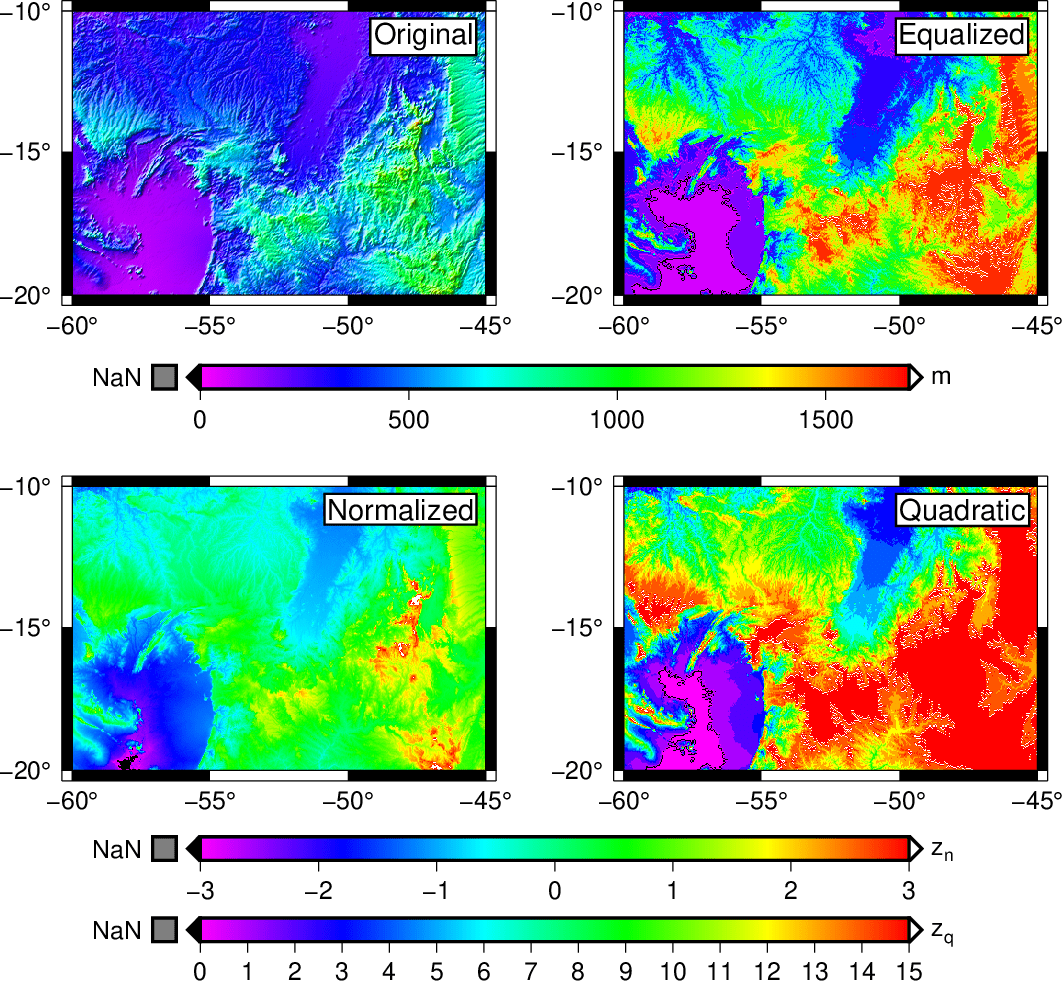 −10° Original Equalized −10°
−15° −15°
−20° −20°
−60° −55° −50° −45° −60° −55° −50° −45°
NaN m
0 500 1000 1500
−10° Normalized −10° Quadratic
−15° −15°
−20° −20°
−60° −55° −50° −45° −60° −55° −50° −45°
NaN zn
−3 −2 −1 0 1 2 3
NaN zq
0 1 2 3 4 5 6 7 8 9 10 11 12 13 14 15